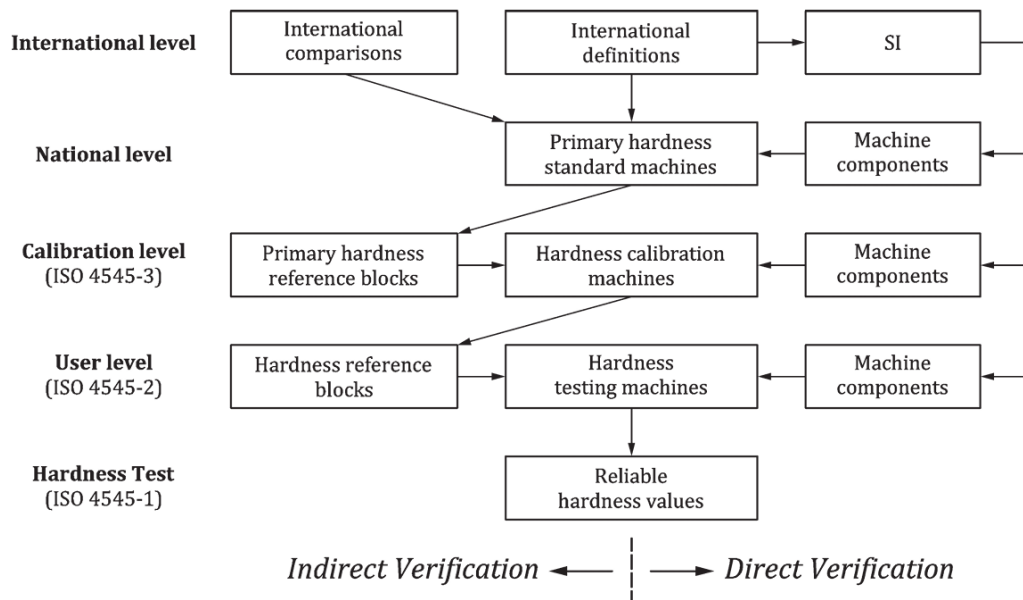 International level
International
comparisons
International
definitions
SI
National level
Primary hardness
standard machines
Machine
components
Calibration level
(ISO 4545-3)
Primary hardness
reference blocks
Hardness calibration
machines
Machine
components
User level
(ISO 4545-2)
Hardness reference
blocks
Hardness
testing machines
Machine
components
Hardness Test
(ISO 4545-1)
Reliable
hardness values
Indirect Verification
Direct Verification